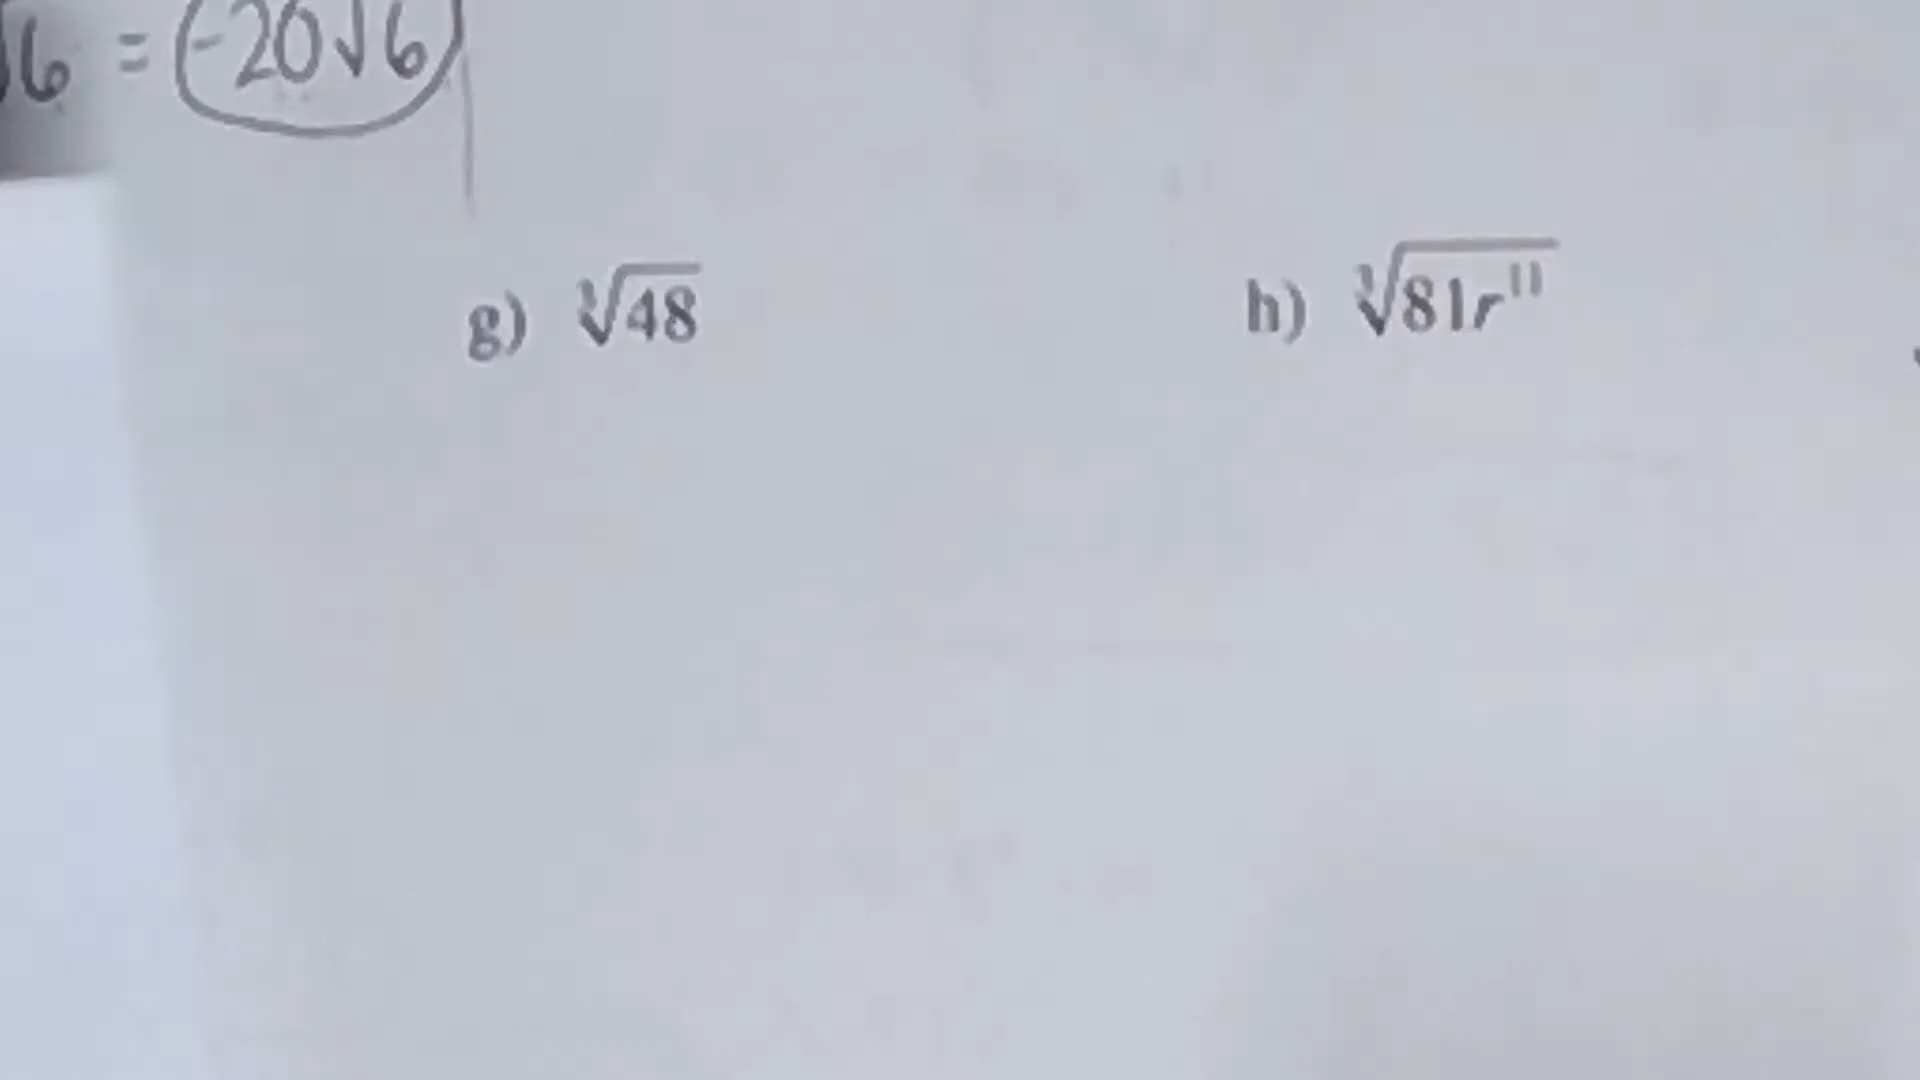 √6 = -20√6
g) ∛48
h) ∛81r¹¹